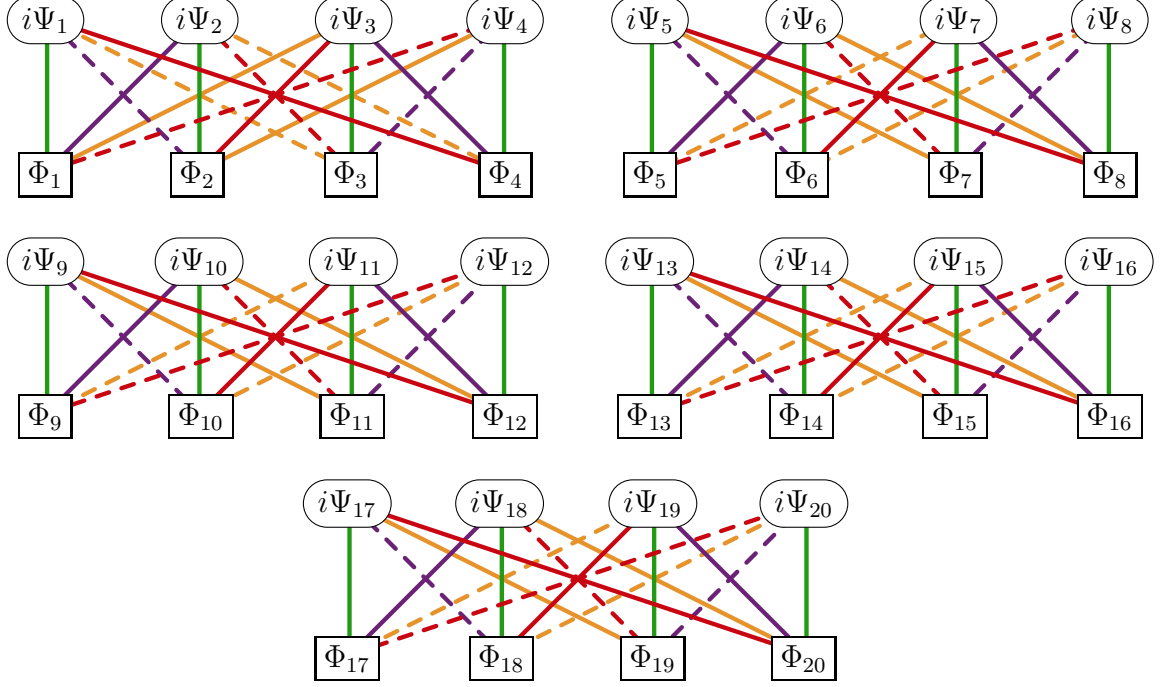 iΨ₁ iΨ₂ iΨ₃ iΨ₄ iΨ₅ iΨ₆ iΨ₇ iΨ₈
Φ₁ Φ₂ Φ₃ Φ₄ Φ₅ Φ₆ Φ₇ Φ₈
iΨ₉ iΨ₁₀ iΨ₁₁ iΨ₁₂ iΨ₁₃ iΨ₁₄ iΨ₁₅ iΨ₁₆
Φ₉ Φ₁₀ Φ₁₁ Φ₁₂ Φ₁₃ Φ₁₄ Φ₁₅ Φ₁₆
iΨ₁₇ iΨ₁₈ iΨ₁₉ iΨ₂₀
Φ₁₇ Φ₁₈ Φ₁₉ Φ₂₀